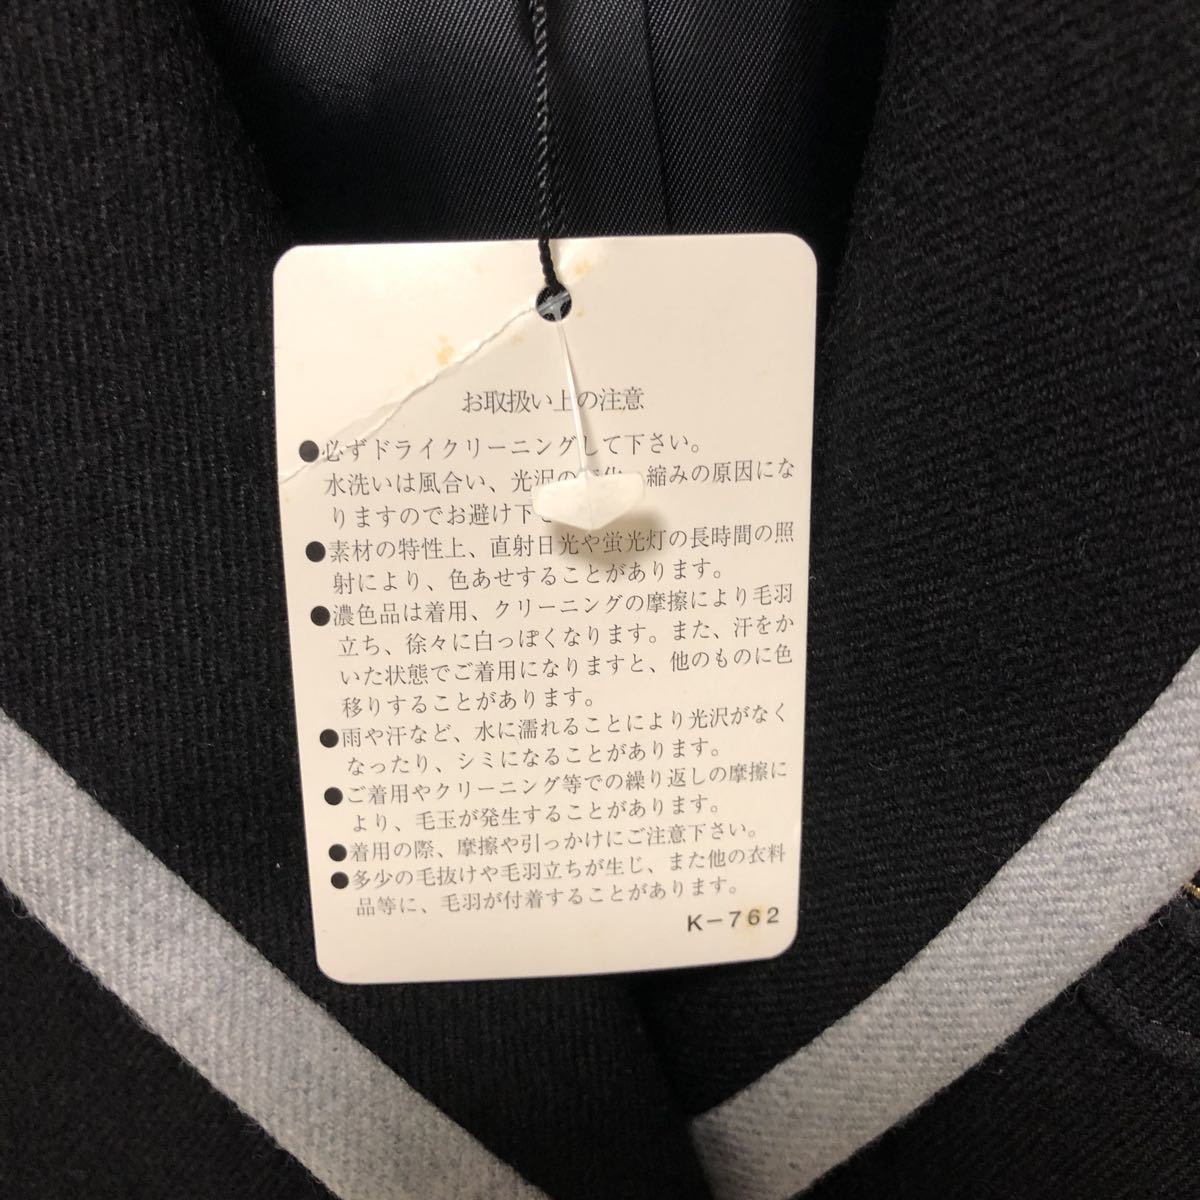 お取扱い上の注意
●必ずドライクリーニングして下さい。
水洗いは風合い、光沢の 化、縮みの原因にな
りますのでお避け下さ
●素材の特性上、直射日光や蛍光灯の長時間の照
射により、色あせすることがあります。
●濃色品は着用、クリーニングの摩擦により毛羽
立ち、徐々に白っぽくなります。また、汗をか
いた状態でご着用になりますと、他のものに色
移りすることがあります。
●雨や汗など、水に濡れることにより光沢がなく
なったり、シミになることがあります。
●ご着用やクリーニング等での繰り返しの摩擦に
より、毛玉が発生することがあります。
●着用の際、摩擦や引っかけにご注意下さい。
●多少の毛抜けや毛羽立ちが生じ、また他の衣料
品等に、毛羽が付着することがあります。
K-762